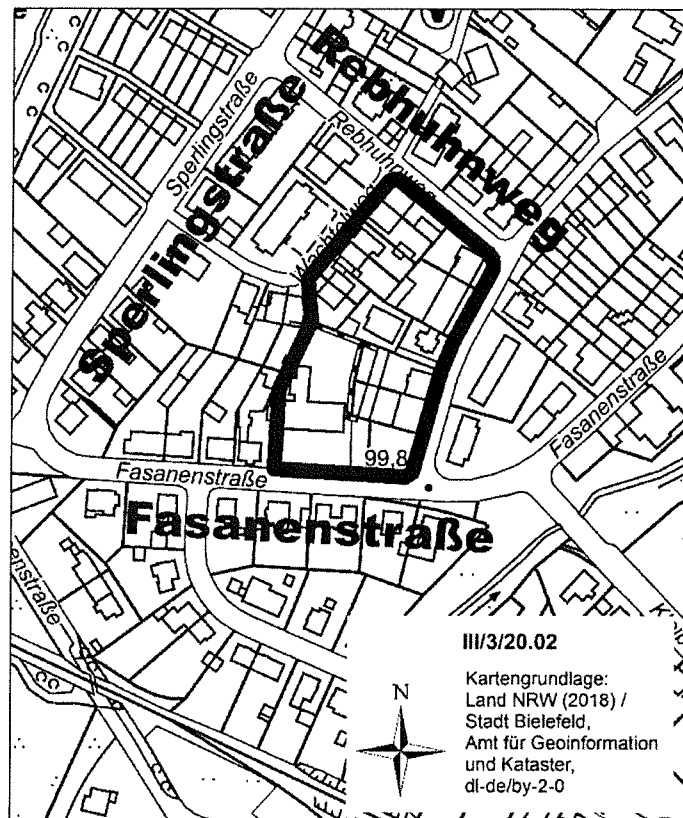 Rebhuhnweg
Sperlingstraße
Sperlingstraße
Rebhuhnweg
Fasanenstraße
99,8
Fasanenstraße
Fasanenstraße
enstraße
III/3/20.02
N
Kartengrundlage:
Land NRW (2018) /
Stadt Bielefeld,
Amt für Geoinformation
und Kataster,
dl-de/by-2-0